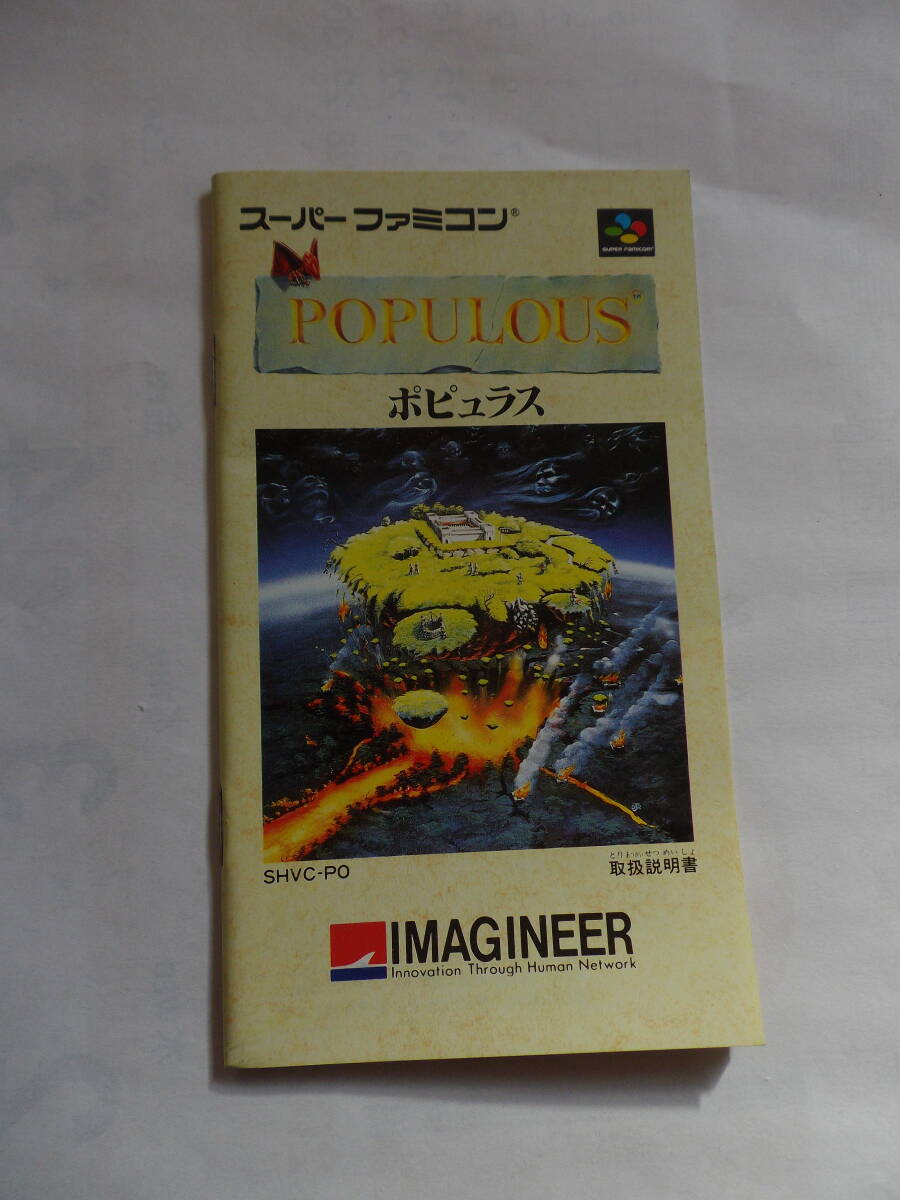 スーパーファミコン®
SUPER FAMICOM
POPULOUS™
ポピュラス
SHVC-PO
とりあつかいせつめいしょ
取扱説明書
IMAGINEER
Innovation Through Human Network